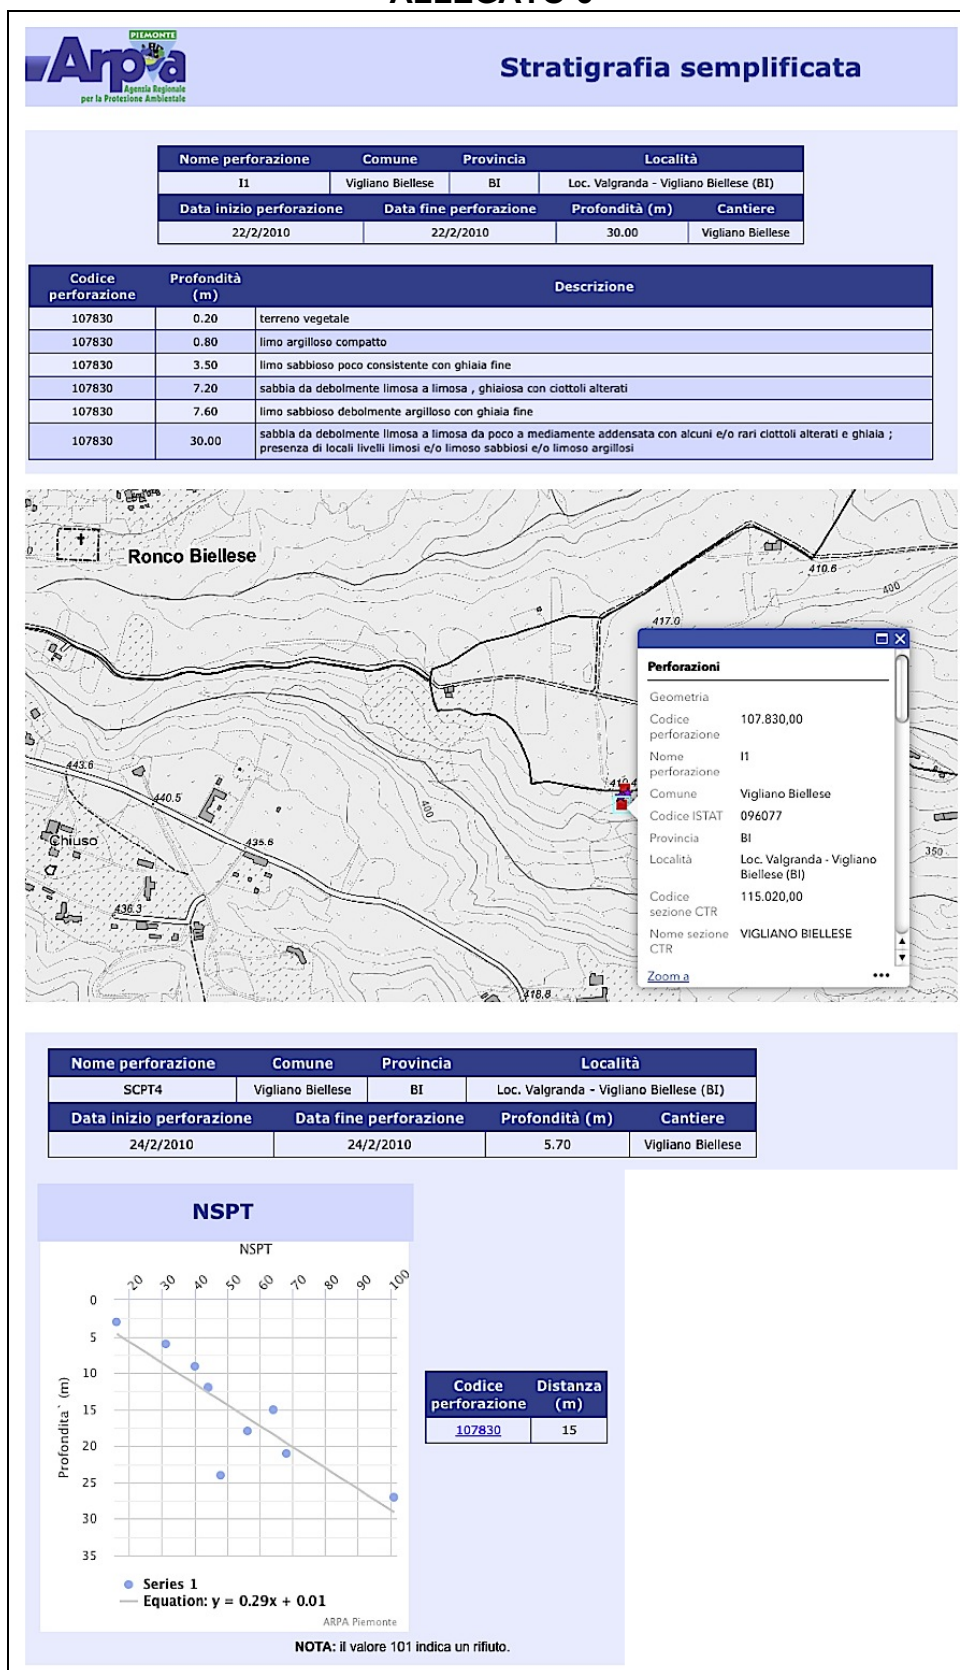 PIEMONTE
Arpa
Agenzia Regionale
per la Protezione Ambientale
Stratigrafia semplificata
Nome perforazione Comune Provincia Località
I1 Vigliano Biellese BI Loc. Valgranda - Vigliano Biellese (BI)
Data inizio perforazione Data fine perforazione Profondità (m) Cantiere
22/2/2010 22/2/2010 30.00 Vigliano Biellese
Codice perforazione Profondità (m) Descrizione
107830 0.20 terreno vegetale
107830 0.80 limo argilloso compatto
107830 3.50 limo sabbioso poco consistente con ghiaia fine
107830 7.20 sabbia da debolmente limosa a limosa , ghiaiosa con ciottoli alterati
107830 7.60 limo sabbioso debolmente argilloso con ghiaia fine
107830 30.00 sabbia da debolmente limosa a limosa da poco a mediamente addensata con alcuni e/o rari ciottoli alterati e ghiaia ;
presenza di locali livelli limosi e/o limoso sabbiosi e/o limoso argillosi
Ronco Biellese
410.6
400
417.0
443.6
440.5
400
435.6
Chiuso
436.3
418.8
350
Perforazioni
Geometria
Codice perforazione 107.830,00
Nome perforazione I1
Comune Vigliano Biellese
Codice ISTAT 096077
Provincia BI
Località Loc. Valgranda - Vigliano
Biellese (BI)
Codice sezione CTR 115.020,00
Nome sezione CTR VIGLIANO BIELLESE
Zoom a
Nome perforazione Comune Provincia Località
SCPT4 Vigliano Biellese BI Loc. Valgranda - Vigliano Biellese (BI)
Data inizio perforazione Data fine perforazione Profondità (m) Cantiere
24/2/2010 24/2/2010 5.70 Vigliano Biellese
NSPT
NSPT
20 30 40 50 60 70 80 90 100
0
5
10
15
20
25
30
35
Profondita` (m)
Series 1
Equation: y = 0.29x + 0.01
ARPA Piemonte
Codice perforazione Distanza (m)
107830 15
NOTA: il valore 101 indica un rifiuto.